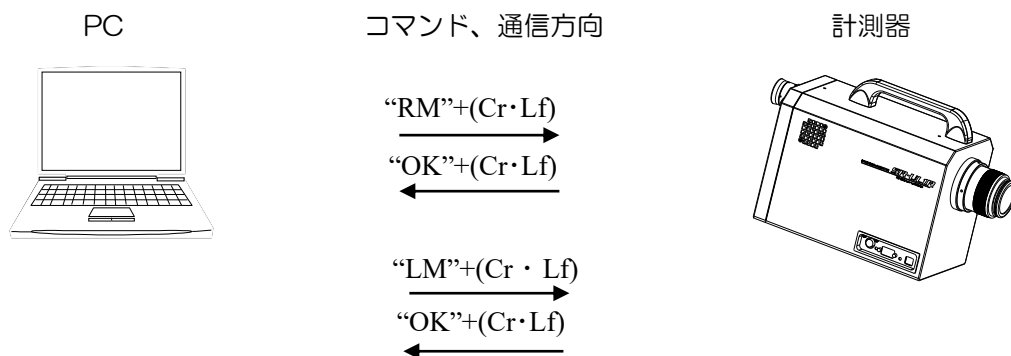 PC
コマンド、通信方向
計測器
“RM”+(Cr･Lf)
“OK”+(Cr･Lf)
“LM”+(Cr・Lf)
“OK”+(Cr･Lf)